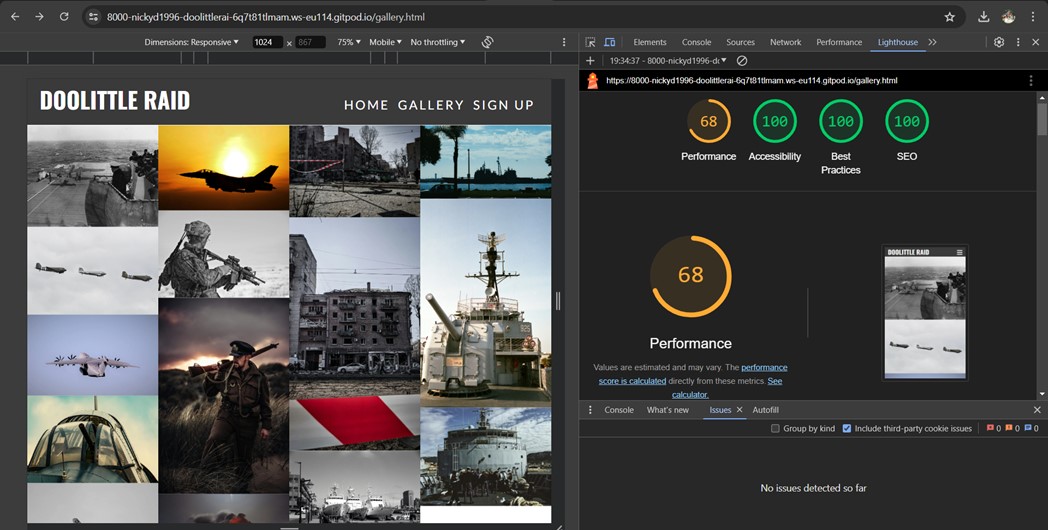 8000-nickyd1996-doolittlerai-6q7t81tlmam.ws-eu114.gitpod.io/gallery.html
Dimensions: Responsive 1024 × 867 75% Mobile No throttling
Elements Console Sources Network Performance Lighthouse
19:34:37 - 8000-nickyd1996-do
https://8000-nickyd1996-doolittlerai-6q7t81tlmam.ws-eu114.gitpod.io/gallery.html
DOOLITTLE RAID
HOME GALLERY SIGN UP
68 100 100 100
Performance Accessibility Best Practices SEO
68
DOOLITTLE RAID
Performance
Values are estimated and may vary. The performance
score is calculated directly from these metrics. See
calculator.
Console What's new Issues Autofill
Group by kind Include third-party cookie issues 0 0 0
No issues detected so far